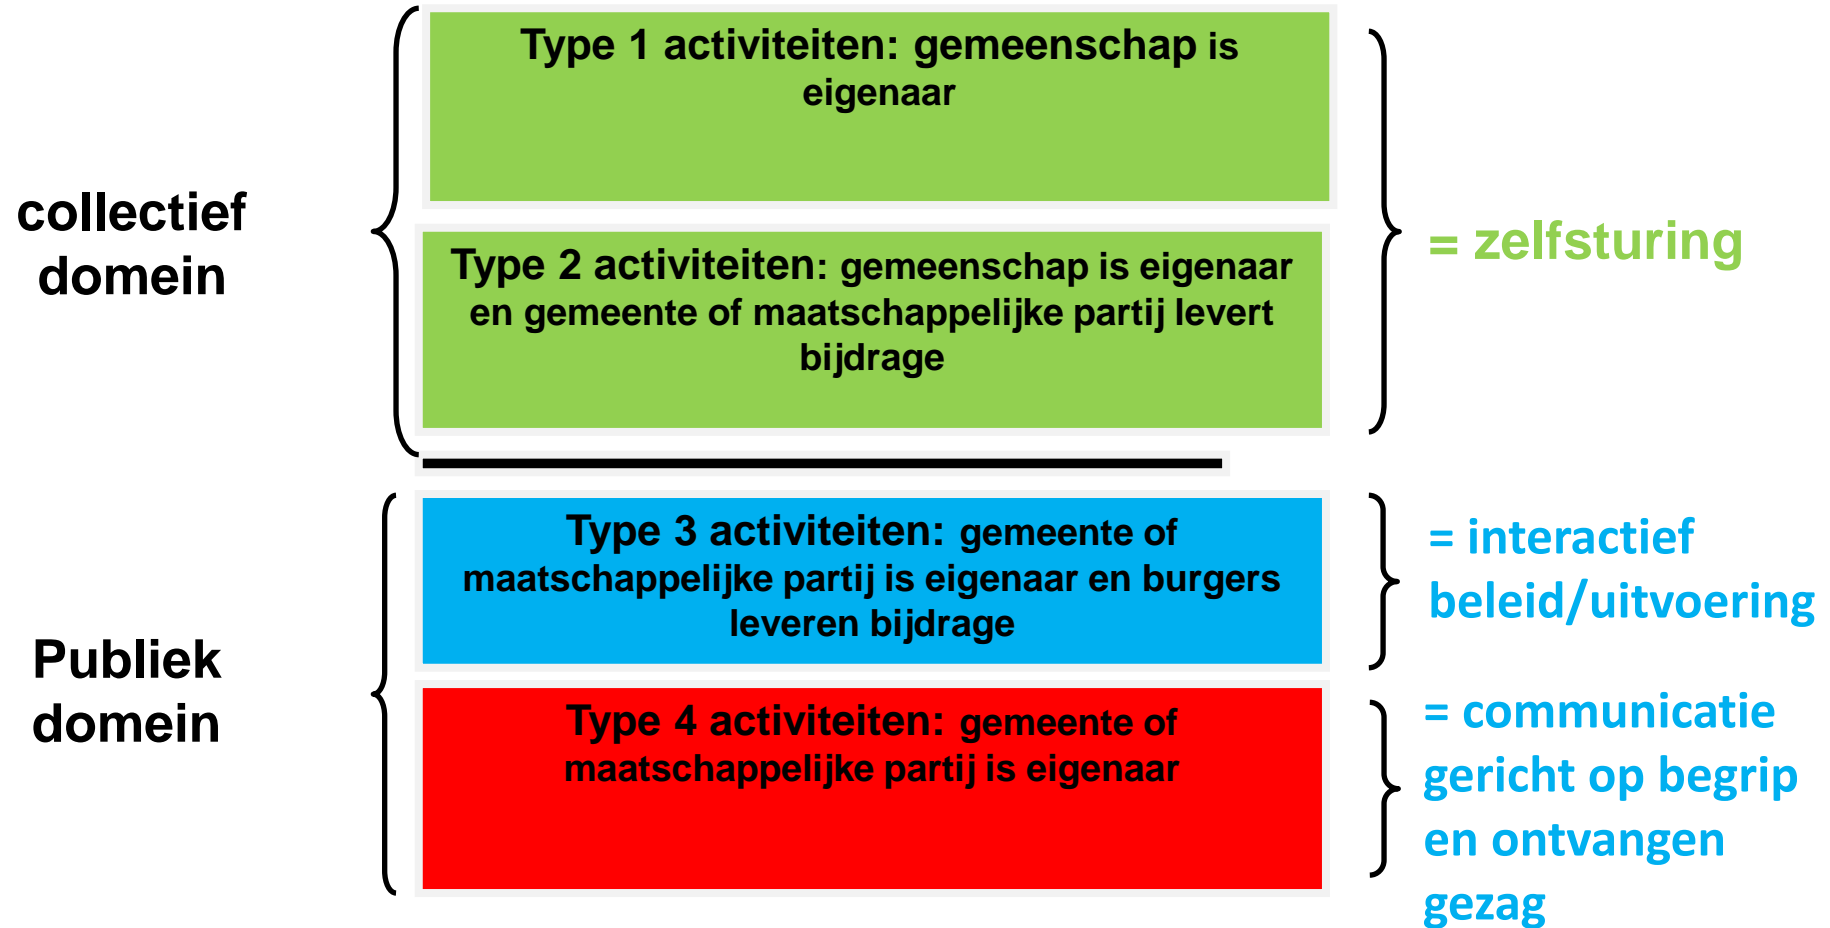 collectief
domein
Type 1 activiteiten: gemeenschap is
eigenaar
Type 2 activiteiten: gemeenschap is eigenaar
en gemeente of maatschappelijke partij levert
bijdrage
= zelfsturing
Publiek
domein
Type 3 activiteiten: gemeente of
maatschappelijke partij is eigenaar en burgers
leveren bijdrage
= interactief
beleid/uitvoering
Type 4 activiteiten: gemeente of
maatschappelijke partij is eigenaar
= communicatie
gericht op begrip
en ontvangen
gezag